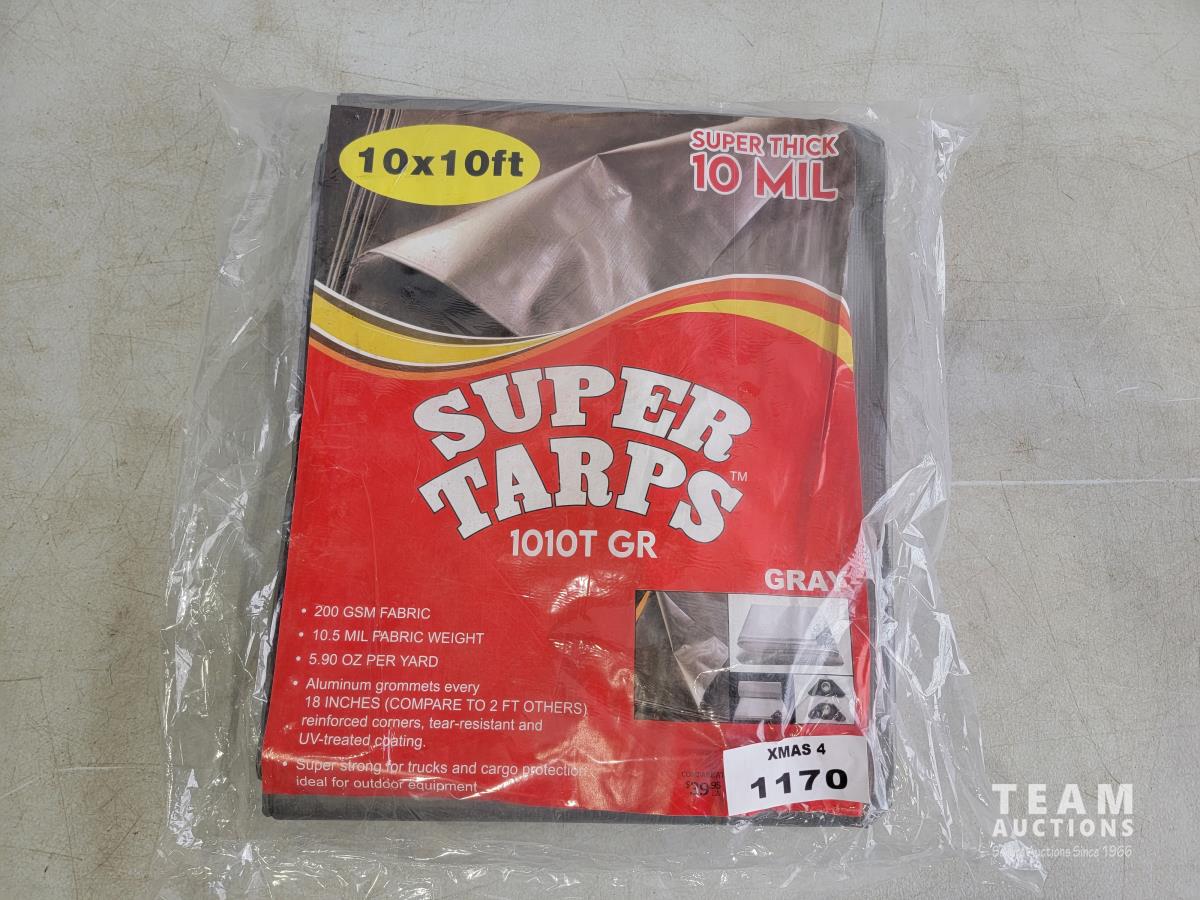 10x10ft
SUPER THICK
10 MIL
SUPER
TARPS™
1010T GR
GRAY
• 200 GSM FABRIC
• 10.5 MIL FABRIC WEIGHT
• 5.90 OZ PER YARD
• Aluminum grommets every
18 INCHES (COMPARE TO 2 FT OTHERS)
reinforced corners, tear-resistant and
UV-treated coating.
Super strong for trucks and cargo protection
ideal for outdoor equipment
XMAS 4
1170
TEAM
AUCTIONS
Auctions Since 1966